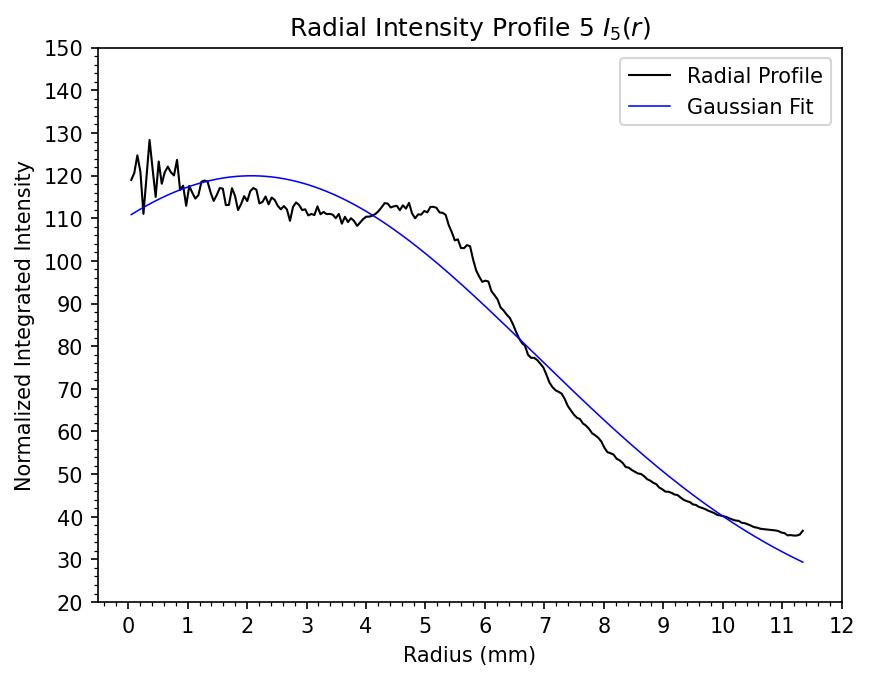 Radial Intensity Profile 5 I₅(r)
Radial Profile
Gaussian Fit
Normalized Integrated Intensity
150
140
130
120
110
100
90
80
70
60
50
40
30
20
0 1 2 3 4 5 6 7 8 9 10 11 12
Radius (mm)